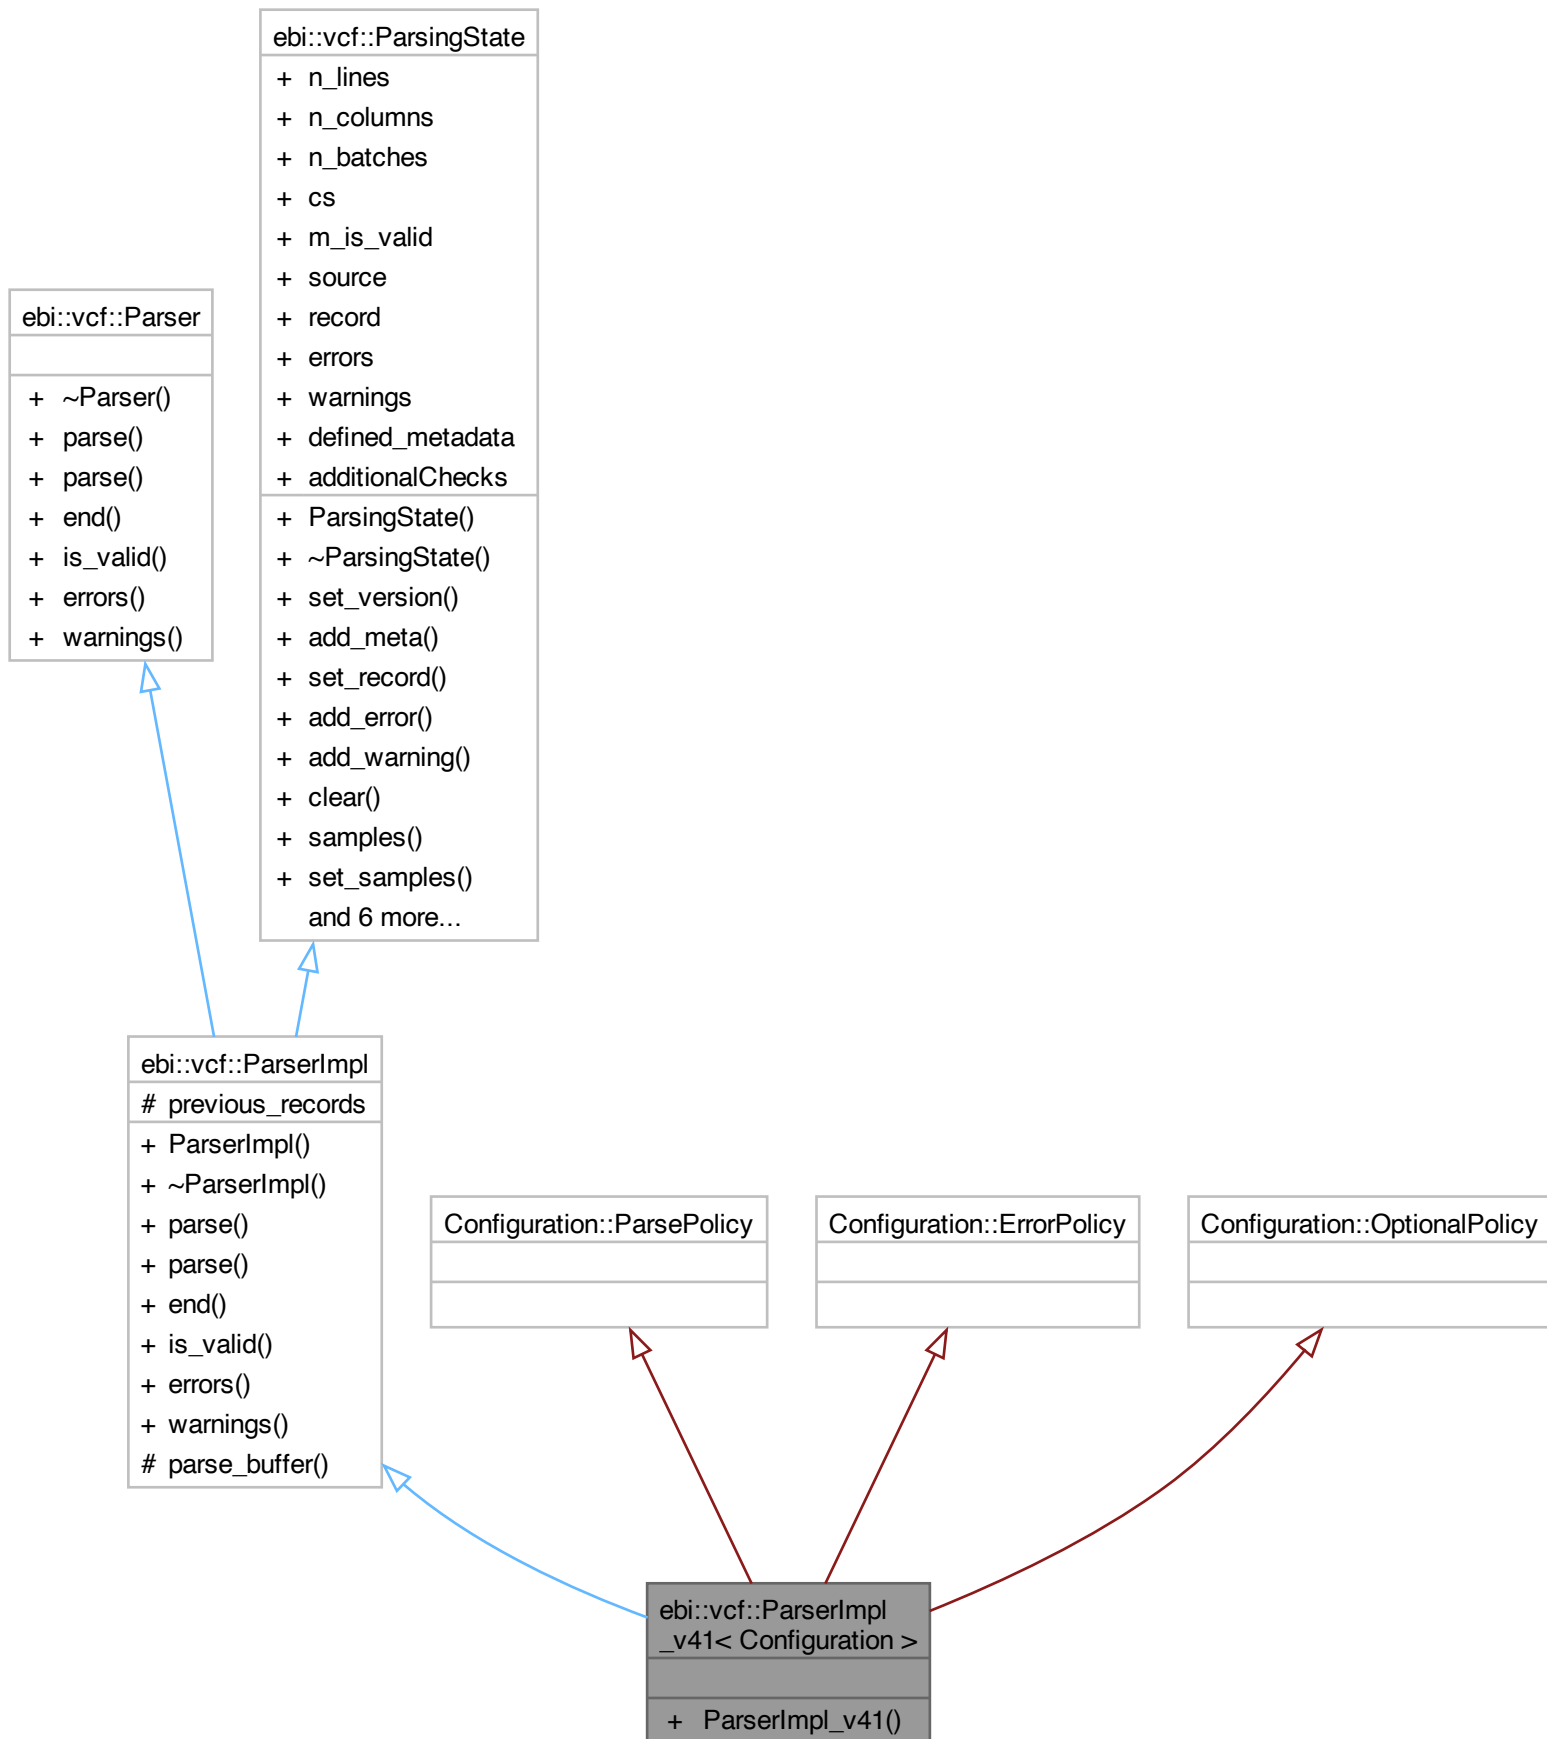 ebi::vcf::ParsingState
+ n_lines
+ n_columns
+ n_batches
+ cs
+ m_is_valid
+ source
+ record
+ errors
+ warnings
+ defined_metadata
+ additionalChecks
+ ParsingState()
+ ~ParsingState()
+ set_version()
+ add_meta()
+ set_record()
+ add_error()
+ add_warning()
+ clear()
+ samples()
+ set_samples()
and 6 more...
ebi::vcf::Parser
+ ~Parser()
+ parse()
+ parse()
+ end()
+ is_valid()
+ errors()
+ warnings()
ebi::vcf::ParserImpl
# previous_records
+ ParserImpl()
+ ~ParserImpl()
+ parse()
+ parse()
+ end()
+ is_valid()
+ errors()
+ warnings()
# parse_buffer()
Configuration::ParsePolicy
Configuration::ErrorPolicy
Configuration::OptionalPolicy
ebi::vcf::ParserImpl
_v41< Configuration >
+ ParserImpl_v41()